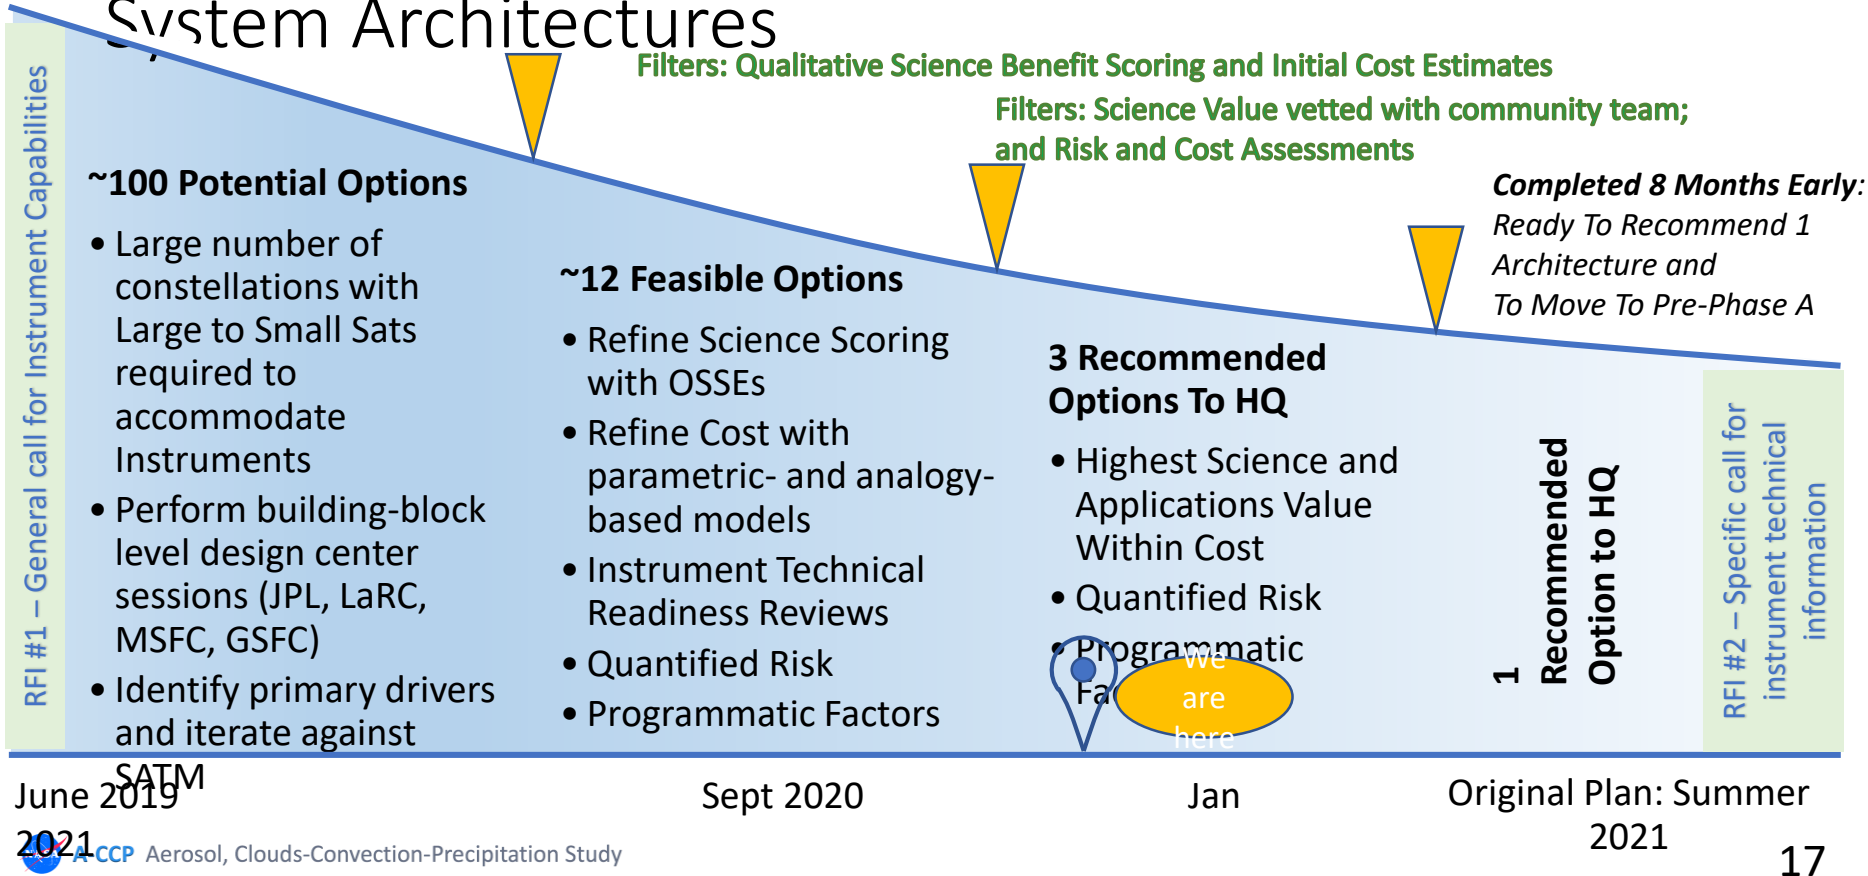 System Architectures
Filters: Qualitative Science Benefit Scoring and Initial Cost Estimates
Filters: Science Value vetted with community team;
and Risk and Cost Assessments
Completed 8 Months Early:
Ready To Recommend 1
Architecture and
To Move To Pre-Phase A
RFI #1 – General call for Instrument Capabilities
~100 Potential Options
• Large number of
constellations with
Large to Small Sats
required to
accommodate
Instruments
• Perform building-block
level design center
sessions (JPL, LaRC,
MSFC, GSFC)
• Identify primary drivers
and iterate against
SATM
~12 Feasible Options
• Refine Science Scoring
with OSSEs
• Refine Cost with
parametric- and analogy-
based models
• Instrument Technical
Readiness Reviews
• Quantified Risk
• Programmatic Factors
3 Recommended
Options To HQ
• Highest Science and
Applications Value
Within Cost
• Quantified Risk
• Programmatic
We
are
here
1
Recommended
Option to HQ
RFI #2 – Specific call for
instrument technical
information
June 2019
Sept 2020
Jan
2021
Original Plan: Summer
2021
A-CCP Aerosol, Clouds-Convection-Precipitation Study
17